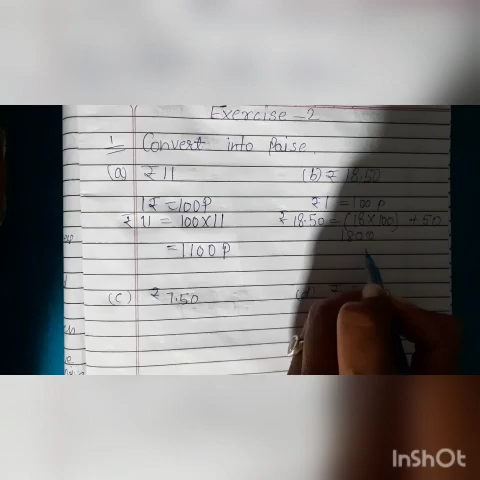 Exercise - 2
1 Convert into Paise.
(a) ₹ 11
(b) ₹ 18.50
1₹ = 100 P
₹ 11 = 100 X 11
= 1100 P
₹ 1 = 100 P
₹ 18.50 = (18 X 100) + 50
1800
(c) ₹ 7.50
(d) ₹
InShOt